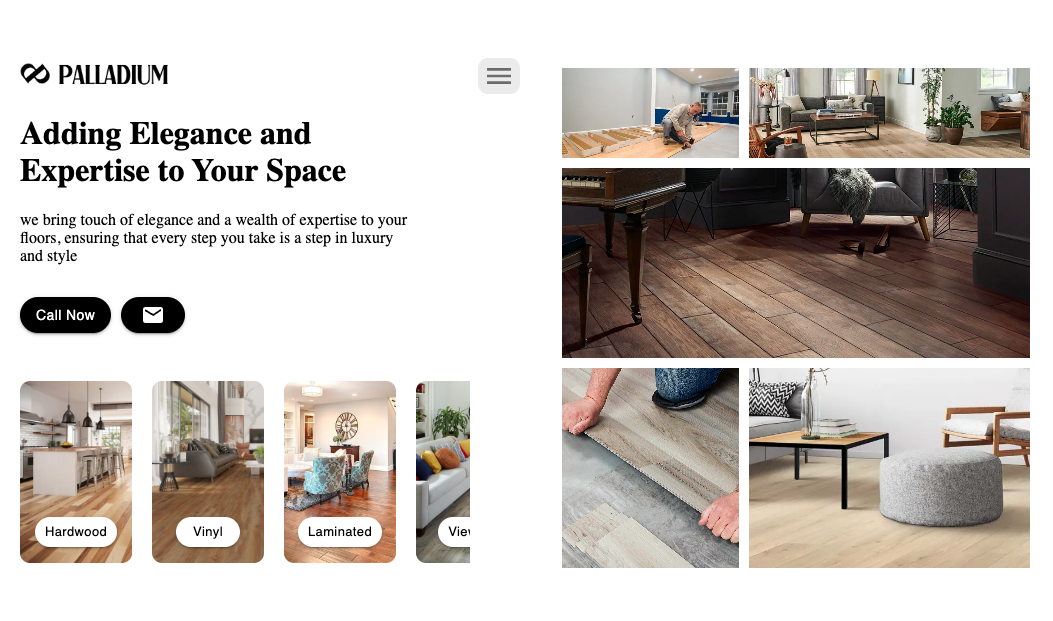 PALLADIUM
Adding Elegance and
Expertise to Your Space
we bring touch of elegance and a wealth of expertise to your
floors, ensuring that every step you take is a step in luxury
and style
Call Now
Hardwood
Vinyl
Laminated